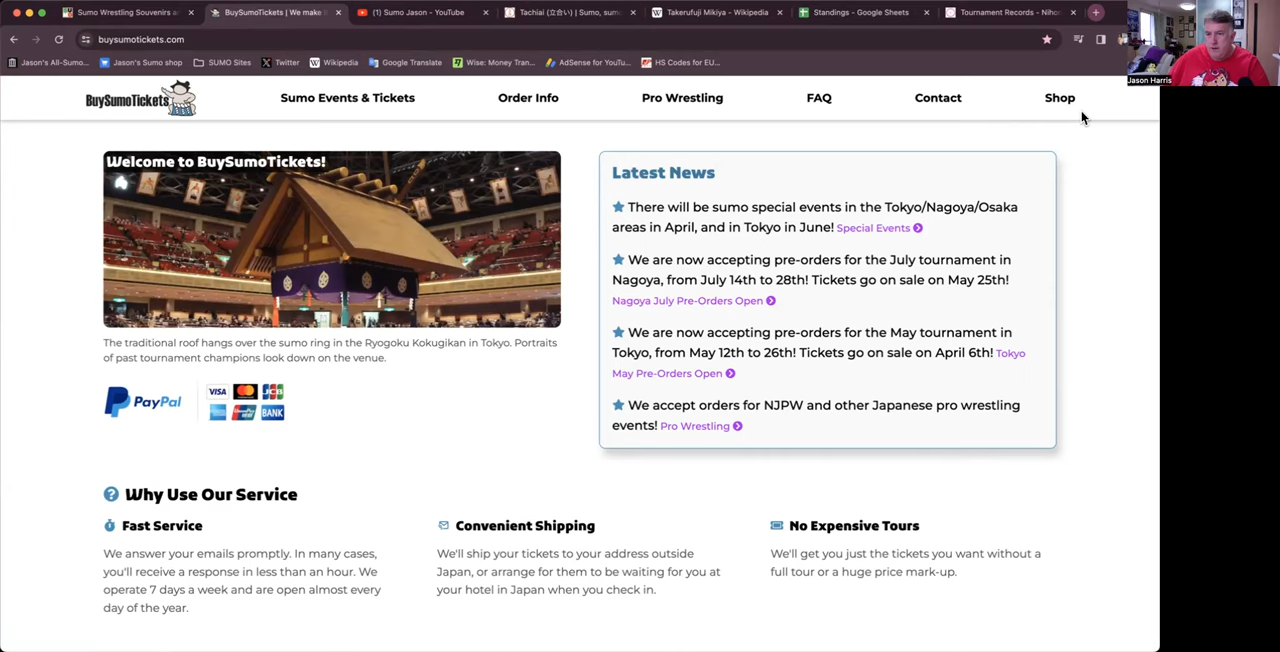 Sumo Wrestling Souvenirs a
BuySumoTickets | We make
(1) Sumo Jason - YouTube
Tachiai (立合い) | Sumo, sumo
Takerufuji Mikiya - Wikipedia
Standings - Google Sheets
Tournament Records - Niho
buysumotickets.com
Jason's All-Sumo...
Jason's Sumo shop
SUMO Sites
Twitter
Wikipedia
Google Translate
Wise: Money Tran...
AdSense for YouTu...
HS Codes for EU...
Jason Harris
BuySumoTickets
Sumo Events & Tickets
Order Info
Pro Wrestling
FAQ
Contact
Shop
Welcome to BuySumoTickets!
The traditional roof hangs over the sumo ring in the Ryogoku Kokugikan in Tokyo. Portraits
of past tournament champions look down on the venue.
PayPal
VISA
JCB
BANK
Latest News
There will be sumo special events in the Tokyo/Nagoya/Osaka
areas in April, and in Tokyo in June! Special Events
We are now accepting pre-orders for the July tournament in
Nagoya, from July 14th to 28th! Tickets go on sale on May 25th!
Nagoya July Pre-Orders Open
We are now accepting pre-orders for the May tournament in
Tokyo, from May 12th to 26th! Tickets go on sale on April 6th! Tokyo
May Pre-Orders Open
We accept orders for NJPW and other Japanese pro wrestling
events! Pro Wrestling
Why Use Our Service
Fast Service
We answer your emails promptly. In many cases,
you'll receive a response in less than an hour. We
operate 7 days a week and are open almost every
day of the year.
Convenient Shipping
We'll ship your tickets to your address outside
Japan, or arrange for them to be waiting for you at
your hotel in Japan when you check in.
No Expensive Tours
We'll get you just the tickets you want without a
full tour or a huge price mark-up.